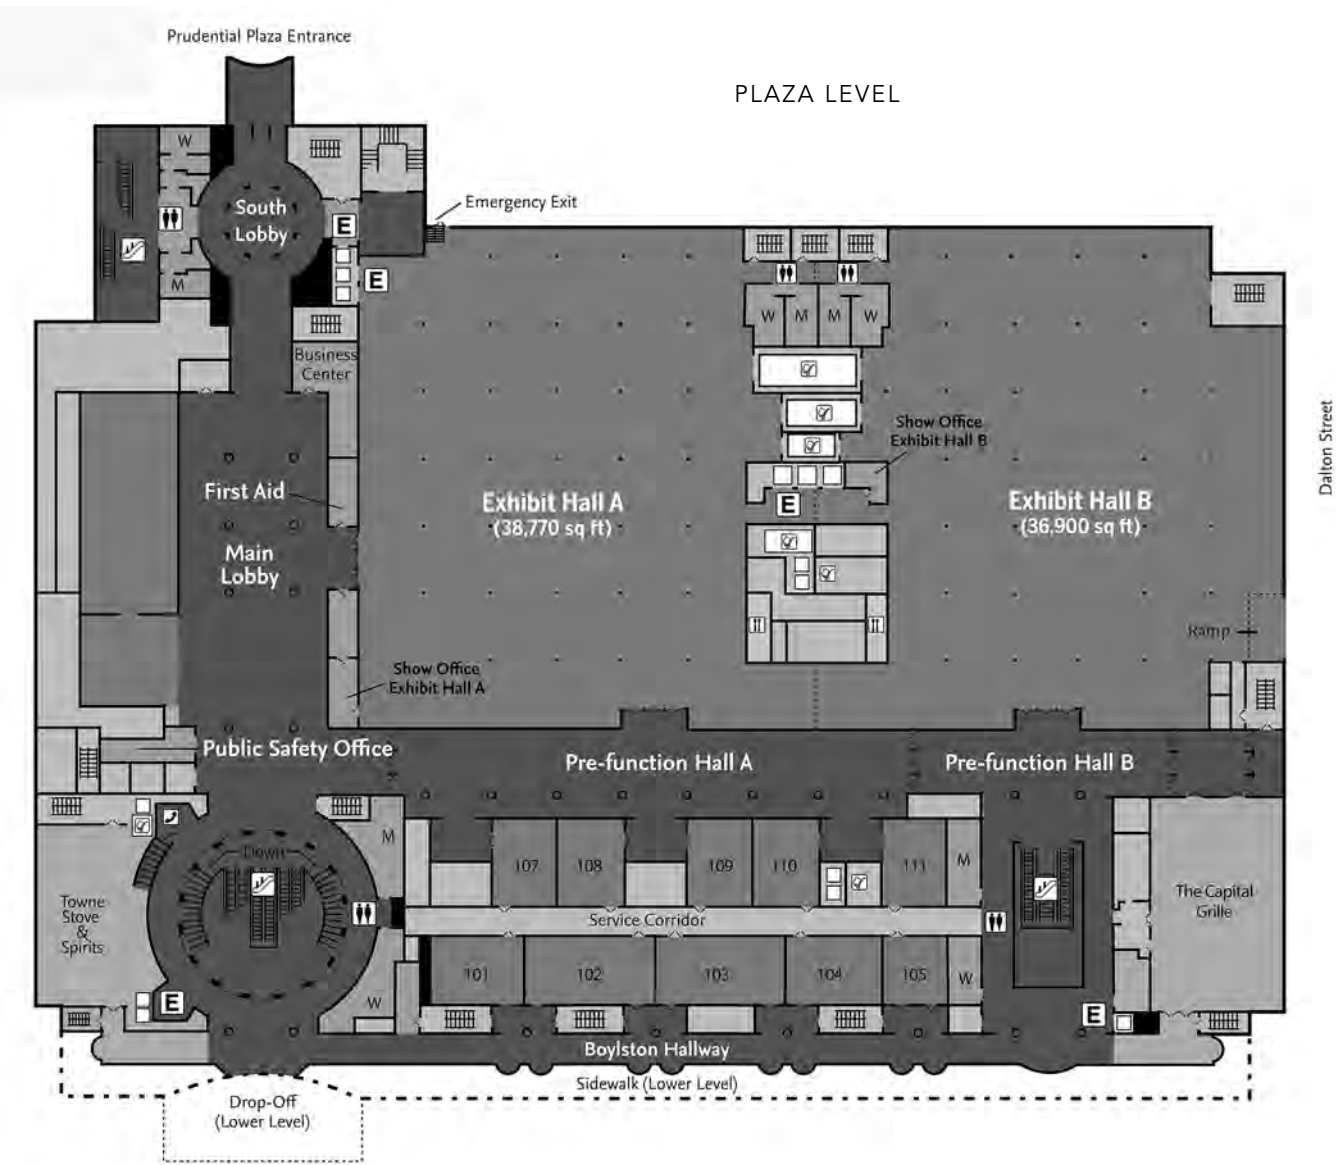 Prudential Plaza Entrance
PLAZA LEVEL
W
South
Lobby
E
Emergency Exit
M
E
W
M
M
W
Business
Center
Dalton Street
Show Office
Exhibit Hall B
First Aid
Exhibit Hall A
(38,770 sq ft)
E
Exhibit Hall B
(36,900 sq ft)
Main
Lobby
Ramp
Show Office
Exhibit Hall A
Public Safety Office
Pre-function Hall A
Pre-function Hall B
M
Down
107
108
109
110
111
M
Towne
Stove
&
Spirits
The Capital
Grille
Service Corridor
101
102
103
104
105
W
E
W
E
Boylston Hallway
Sidewalk (Lower Level)
Drop-Off
(Lower Level)